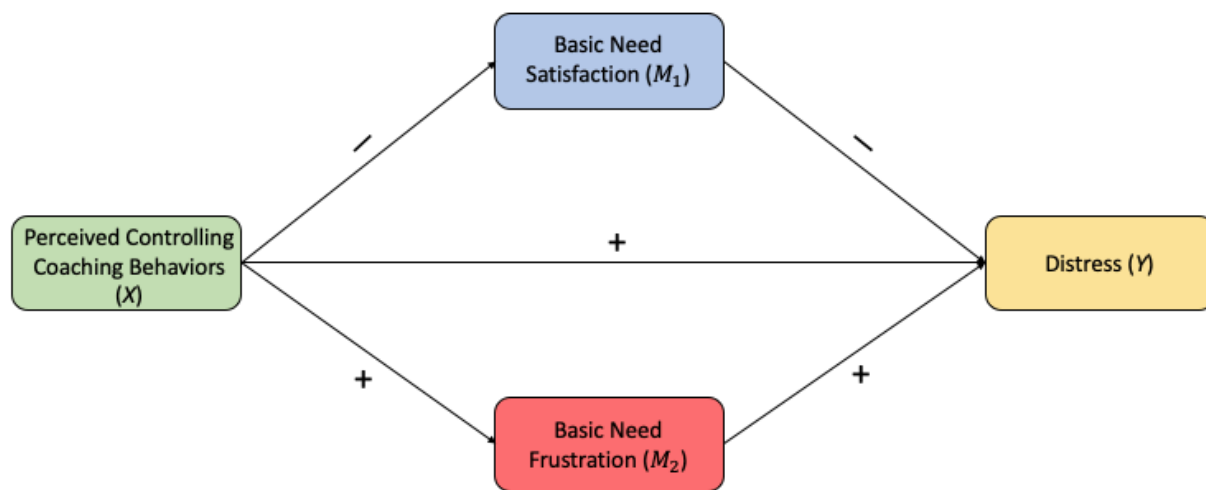 Basic Need
Satisfaction (M₁)
−
−
Perceived Controlling
Coaching Behaviors
(X)
+
Distress (Y)
+
+
Basic Need
Frustration (M₂)